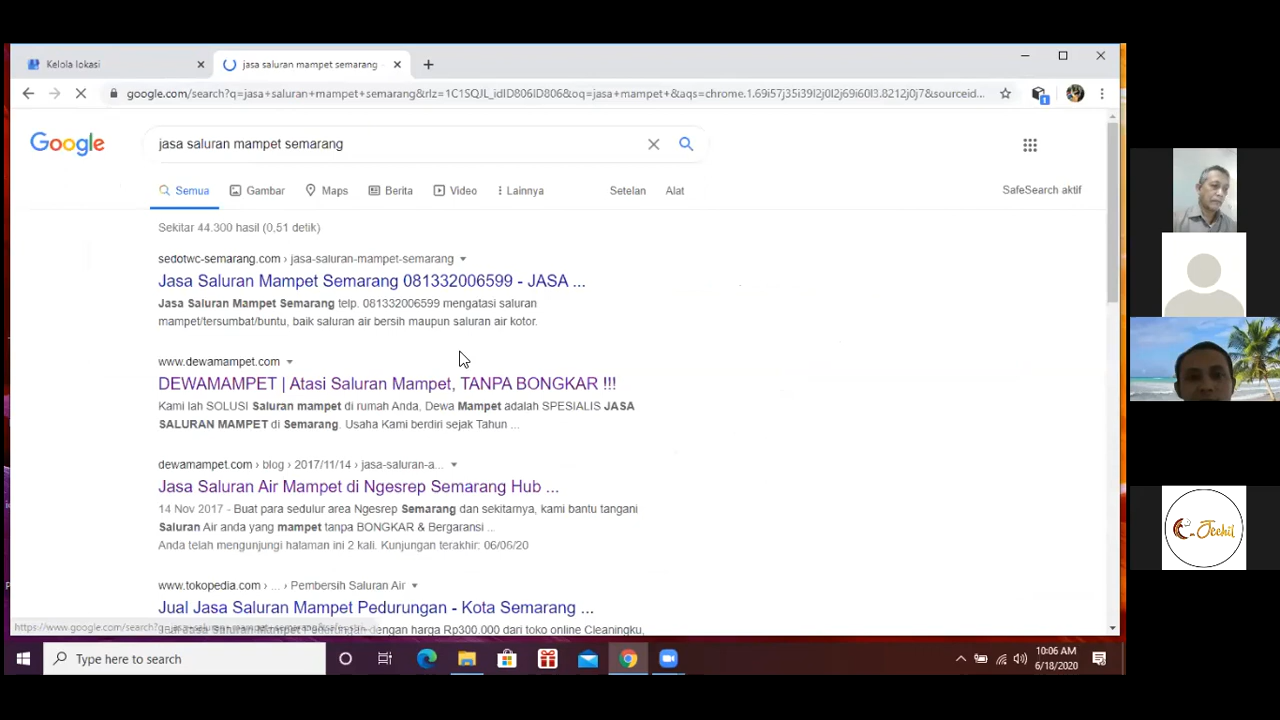 Kelola lokasi
jasa saluran mampet semarang
google.com/search?q=jasa+saluran+mampet+semarang&rlz=1C1SQJL_idID806ID806&oq=jasa+mampet+&aqs=chrome.1.69i57j35i39l2j0l2j69i60l3.8212j0j7&sourceid...
Google
jasa saluran mampet semarang
Semua Gambar Maps Berita Video Lainnya Setelan Alat SafeSearch aktif
Sekitar 44.300 hasil (0,51 detik)
sedotwc-semarang.com › jasa-saluran-mampet-semarang
Jasa Saluran Mampet Semarang 081332006599 - JASA ...
Jasa Saluran Mampet Semarang telp. 081332006599 mengatasi saluran
mampet/tersumbat/buntu, baik saluran air bersih maupun saluran air kotor.
www.dewamampet.com
DEWAMAMPET | Atasi Saluran Mampet, TANPA BONGKAR !!!
Kami lah SOLUSI Saluran mampet di rumah Anda, Dewa Mampet adalah SPESIALIS JASA
SALURAN MAMPET di Semarang. Usaha Kami berdiri sejak Tahun ...
dewamampet.com › blog › 2017/11/14 › jasa-saluran-a...
Jasa Saluran Air Mampet di Ngesrep Semarang Hub ...
14 Nov 2017 - Buat para sedulur area Ngesrep Semarang dan sekitarnya, kami bantu tangani
Saluran Air anda yang mampet tanpa BONGKAR & Bergaransi ...
Anda telah mengunjungi halaman ini 2 kali. Kunjungan terakhir: 06/06/20
www.tokopedia.com › ... › Pembersih Saluran Air
Jual Jasa Saluran Mampet Pedurungan - Kota Semarang ...
Jual Jasa Saluran Mampet Pedurungan dengan harga Rp300.000 dari toko online Cleaningku,
Type here to search
10:06 AM
6/18/2020
Jechil